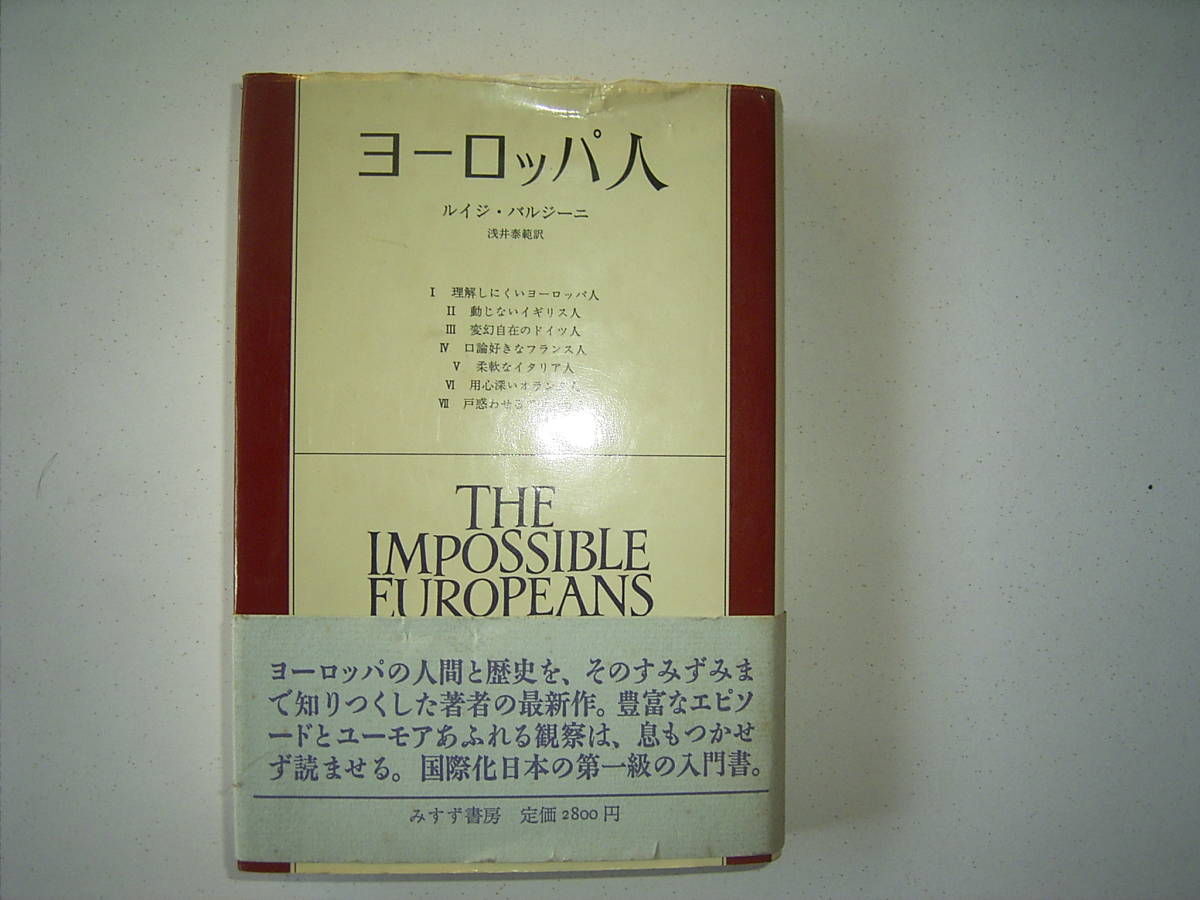 ヨーロッパ人
ルイジ・バルジーニ
浅井泰範訳
I 理解しにくいヨーロッパ人
II 動じないイギリス人
III 変幻自在のドイツ人
IV 口論好きなフランス人
V 柔軟なイタリア人
VI 用心深いオランダ人
VII 戸惑わせる
THE
IMPOSSIBLE
EUROPEANS
ヨーロッパの人間と歴史を、そのすみずみま
で知りつくした著者の最新作。豊富なエピソ
ードとユーモアあふれる観察は、息もつかせ
ず読ませる。国際化日本の第一級の入門書。
みすず書房 定価2800円